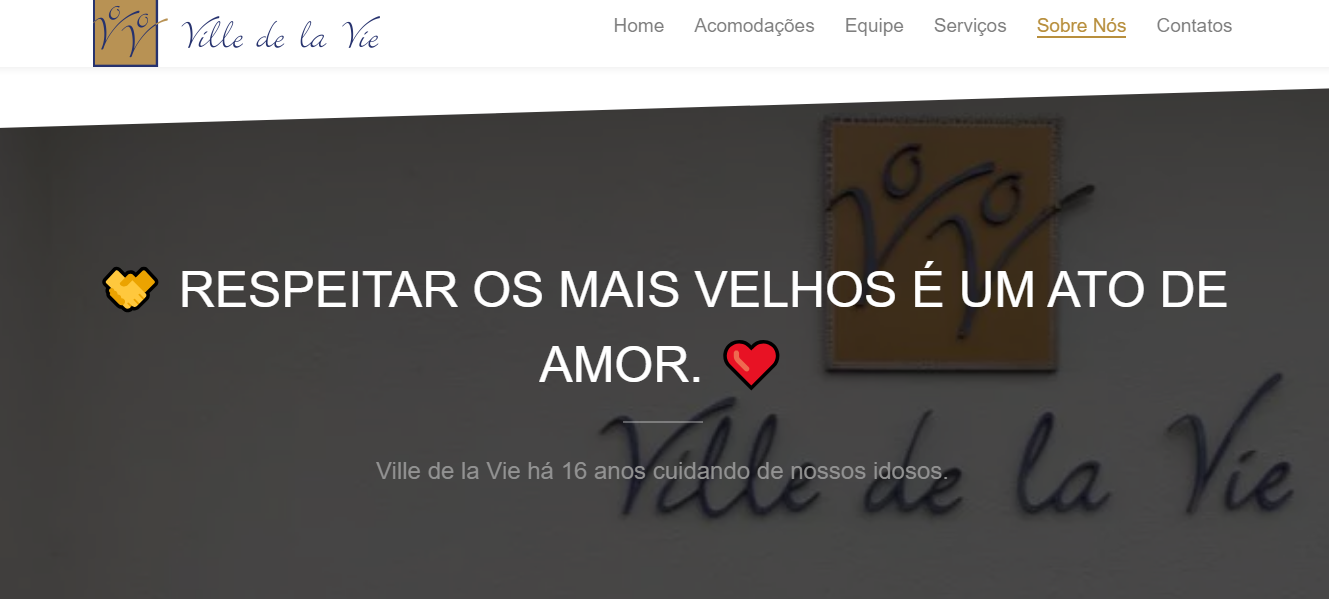 Ville de la Vie
Home Acomodações Equipe Serviços Sobre Nós Contatos
🤝 RESPEITAR OS MAIS VELHOS É UM ATO DE
AMOR. ❤
Ville de la Vie há 16 anos cuidando de nossos idosos.
Ville de la Vie